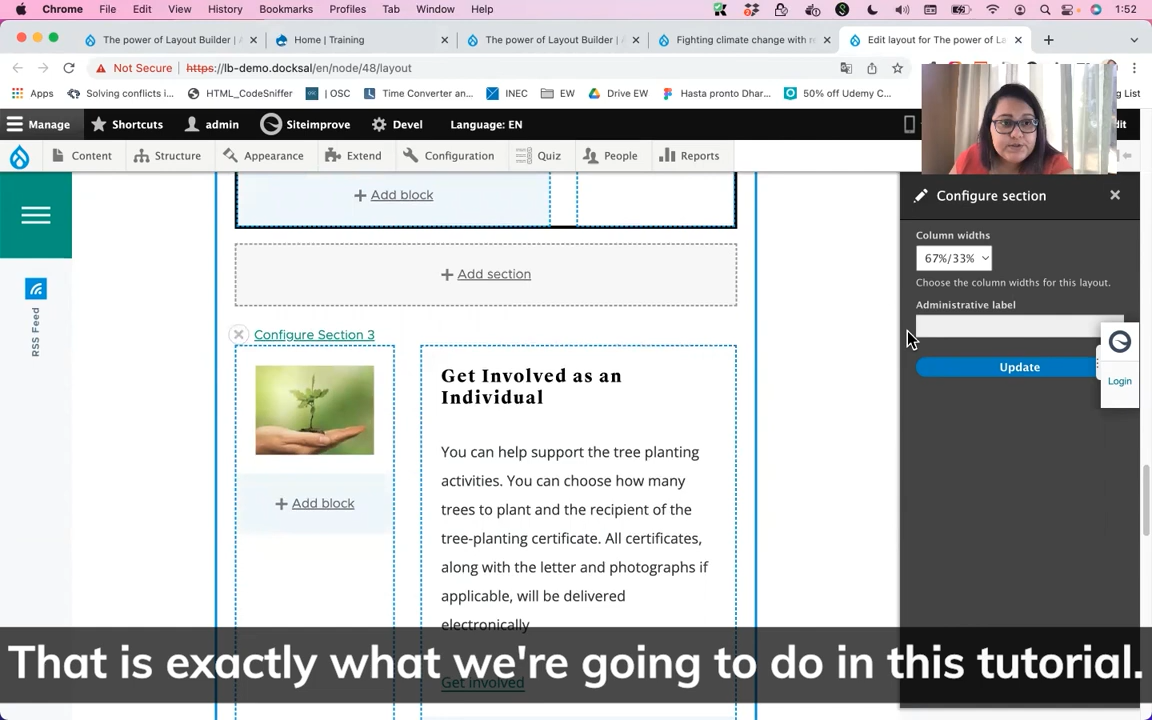 Chrome File Edit View History Bookmarks Profiles Tab Window Help 1:52
The power of Layout Builder | Home | Training The power of Layout Builder | Fighting climate change with Edit layout for The power of
Not Secure https://lb-demo.docksal/en/node/48/layout
Apps Solving conflicts i... HTML_CodeSniffer | OSC Time Converter an... INEC EW Drive EW Hasta pronto Dhar... 50% off Udemy C... List
Manage Shortcuts admin Siteimprove Devel Language: EN
Content Structure Appearance Extend Configuration Quiz People Reports
Configure section
Add block
Column widths
67%/33%
Add section
Choose the column widths for this layout.
Administrative label
Configure Section 3
RSS Feed
Update
Login
Get Involved as an
Individual
You can help support the tree planting
activities. You can choose how many
Add block
trees to plant and the recipient of the
tree-planting certificate. All certificates,
along with the letter and photographs if
applicable, will be delivered
electronically
That is exactly what we're going to do in this tutorial.
Get involved